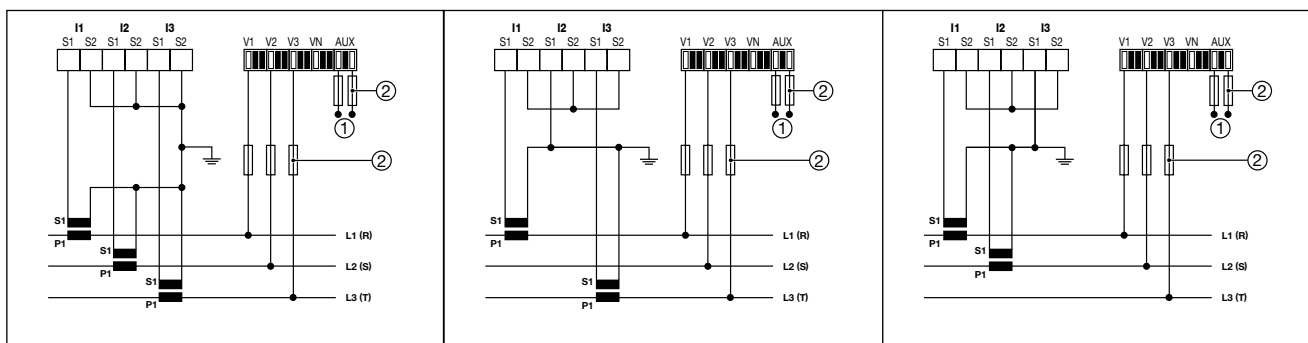 I1 I2 I3
S1 S2 S1 S2 S1 S2 V1 V2 V3 VN AUX
2
1
2
S1
P1 L1 (R)
S1
P1 L2 (S)
S1
P1 L3 (T)
I1 I2 I3
S1 S2 S1 S2 S1 S2 V1 V2 V3 VN AUX
2
1
2
S1
P1 L1 (R)
L2 (S)
S1
P1 L3 (T)
I1 I2 I3
S1 S2 S1 S2 S1 S2 V1 V2 V3 VN AUX
2
1
2
S1
P1 L1 (R)
S1
P1 L2 (S)
L3 (T)